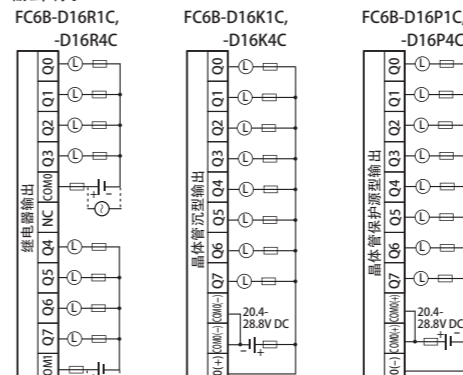 FC6B-D16R1C,
-D16R4C
继电器输出
Q0
L
Q1
L
Q2
L
Q3
L
COM0
+ -
NC
Q4
L
Q5
L
Q6
L
Q7
L
FC6B-D16K1C,
-D16K4C
晶体管沉型输出
Q0
L
Q1
L
Q2
L
Q3
L
Q4
L
Q5
L
Q6
L
Q7
L
COM0(−)
20.4-
28.8V DC
COM0(−)
- +
FC6B-D16P1C,
-D16P4C
晶体管保护源型输出
Q0
L
Q1
L
Q2
L
Q3
L
Q4
L
Q5
L
Q6
L
Q7
L
COM0(+)
20.4-
28.8V DC
COM0(+)
+ -